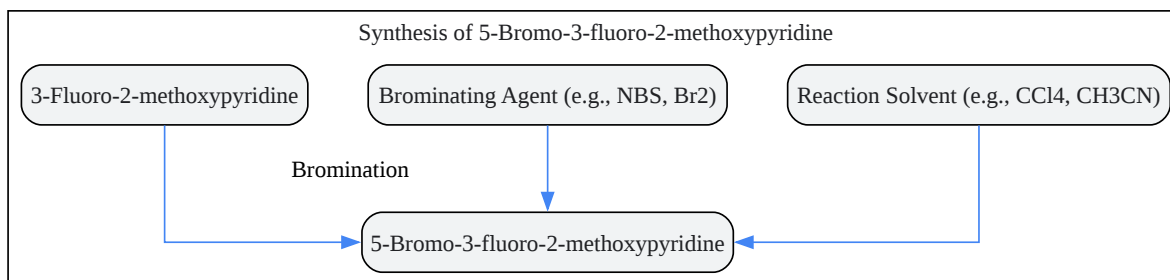 Synthesis of 5-Bromo-3-fluoro-2-methoxypyridine
3-Fluoro-2-methoxypyridine
Brominating Agent (e.g., NBS, Br2)
Reaction Solvent (e.g., CCl4, CH3CN)
Bromination
5-Bromo-3-fluoro-2-methoxypyridine